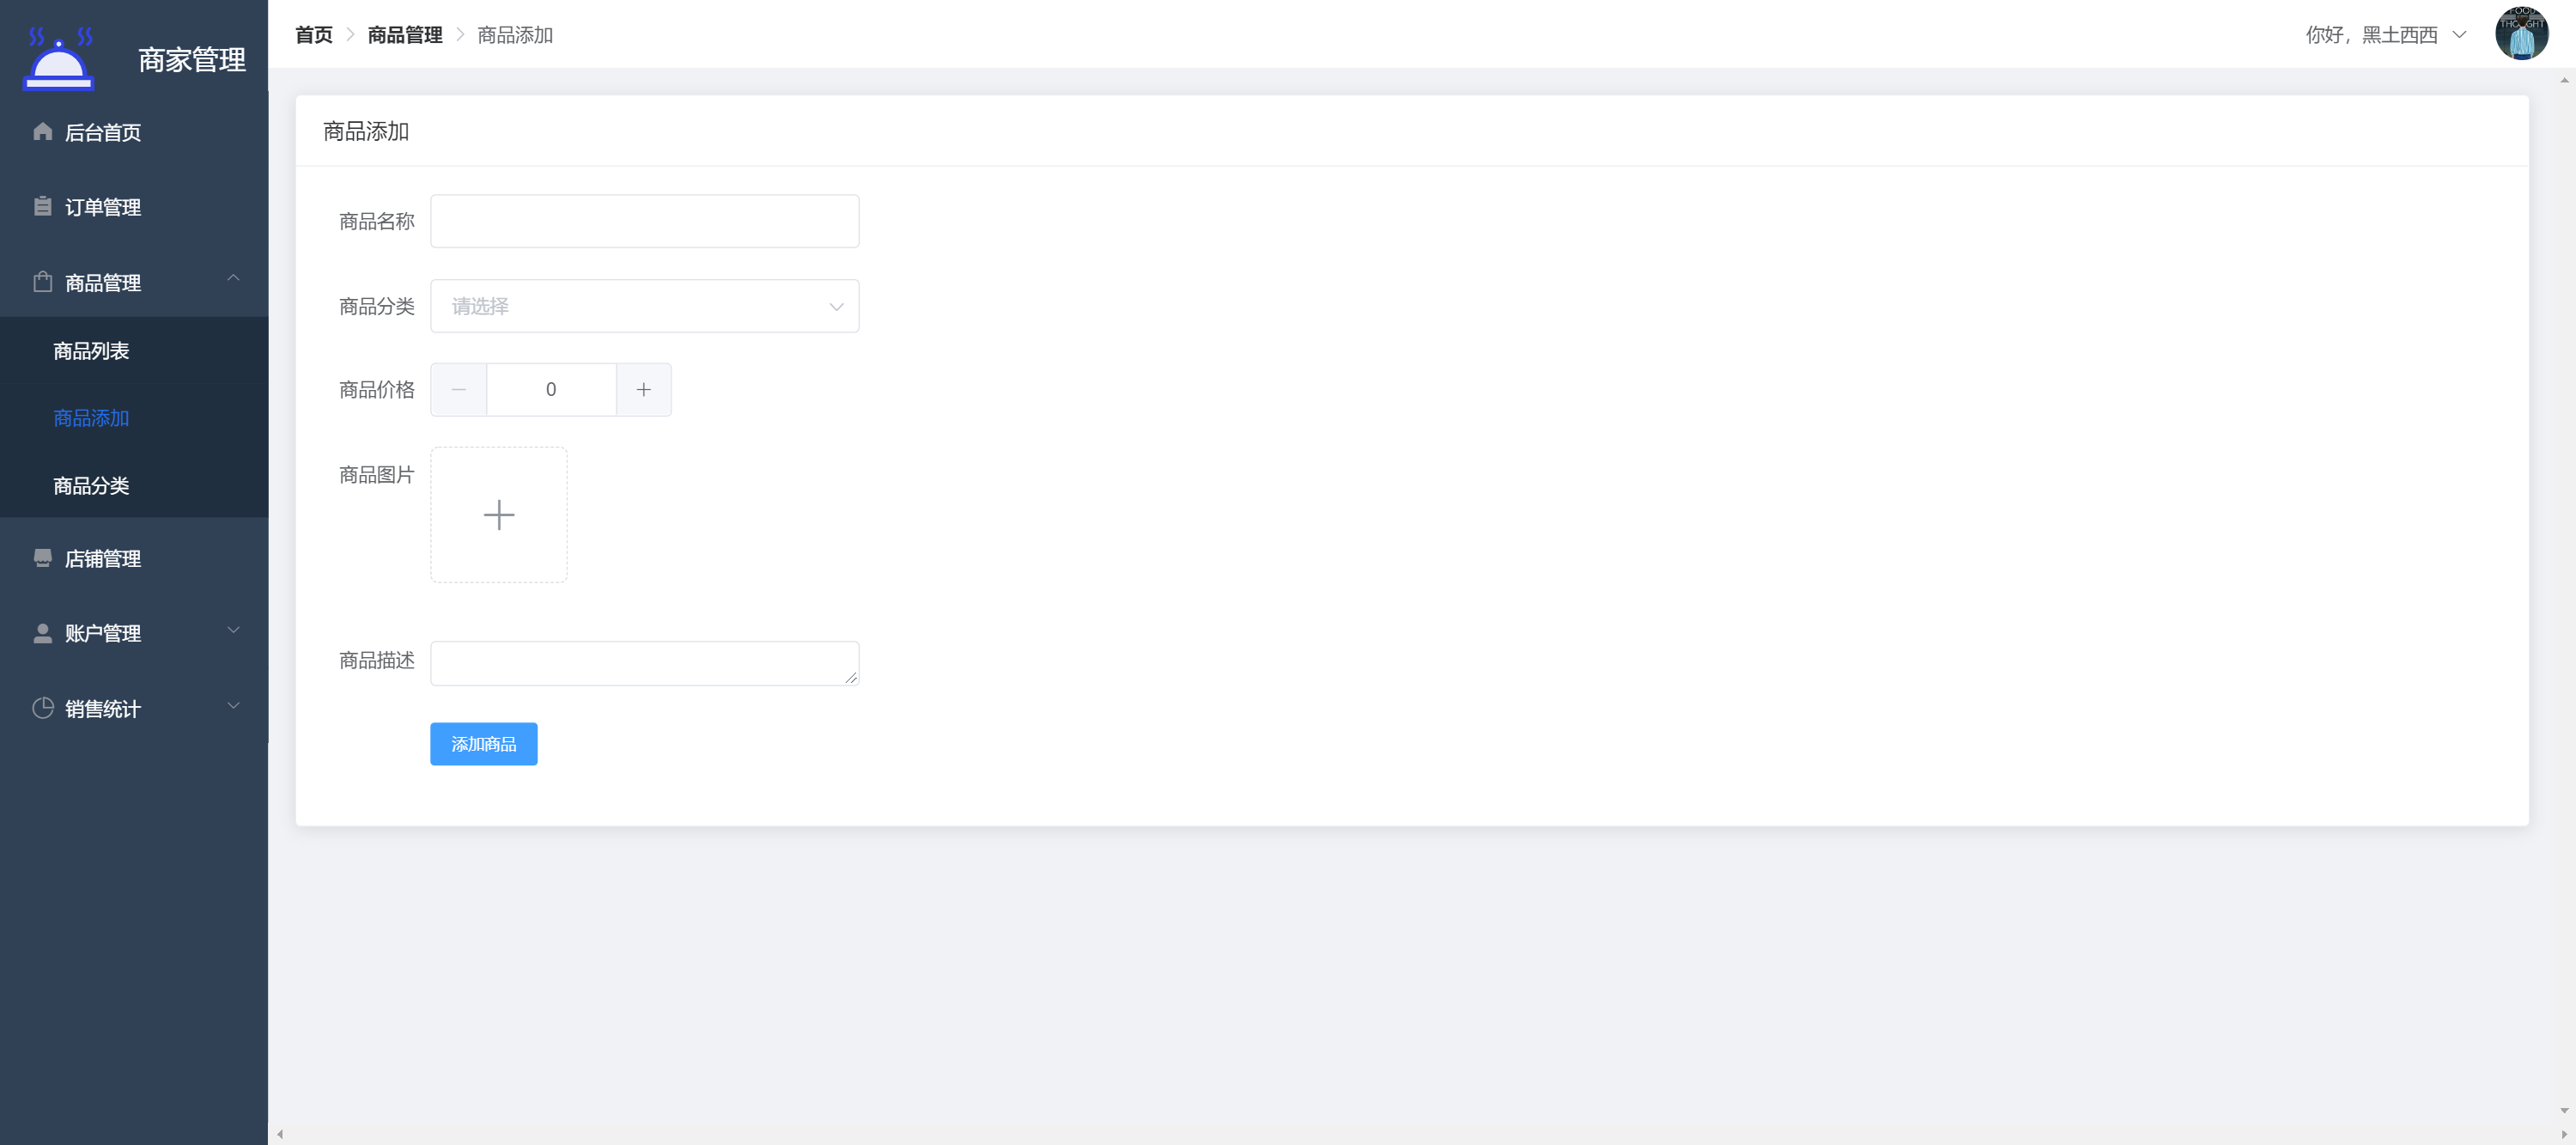 商家管理
后台首页
订单管理
商品管理
商品列表
商品添加
商品分类
店铺管理
账户管理
销售统计
首页 商品管理 商品添加
你好，黑土西西
FOOD
THOUGHT
商品添加
商品名称
商品分类 请选择
商品价格 0
商品图片
商品描述
添加商品